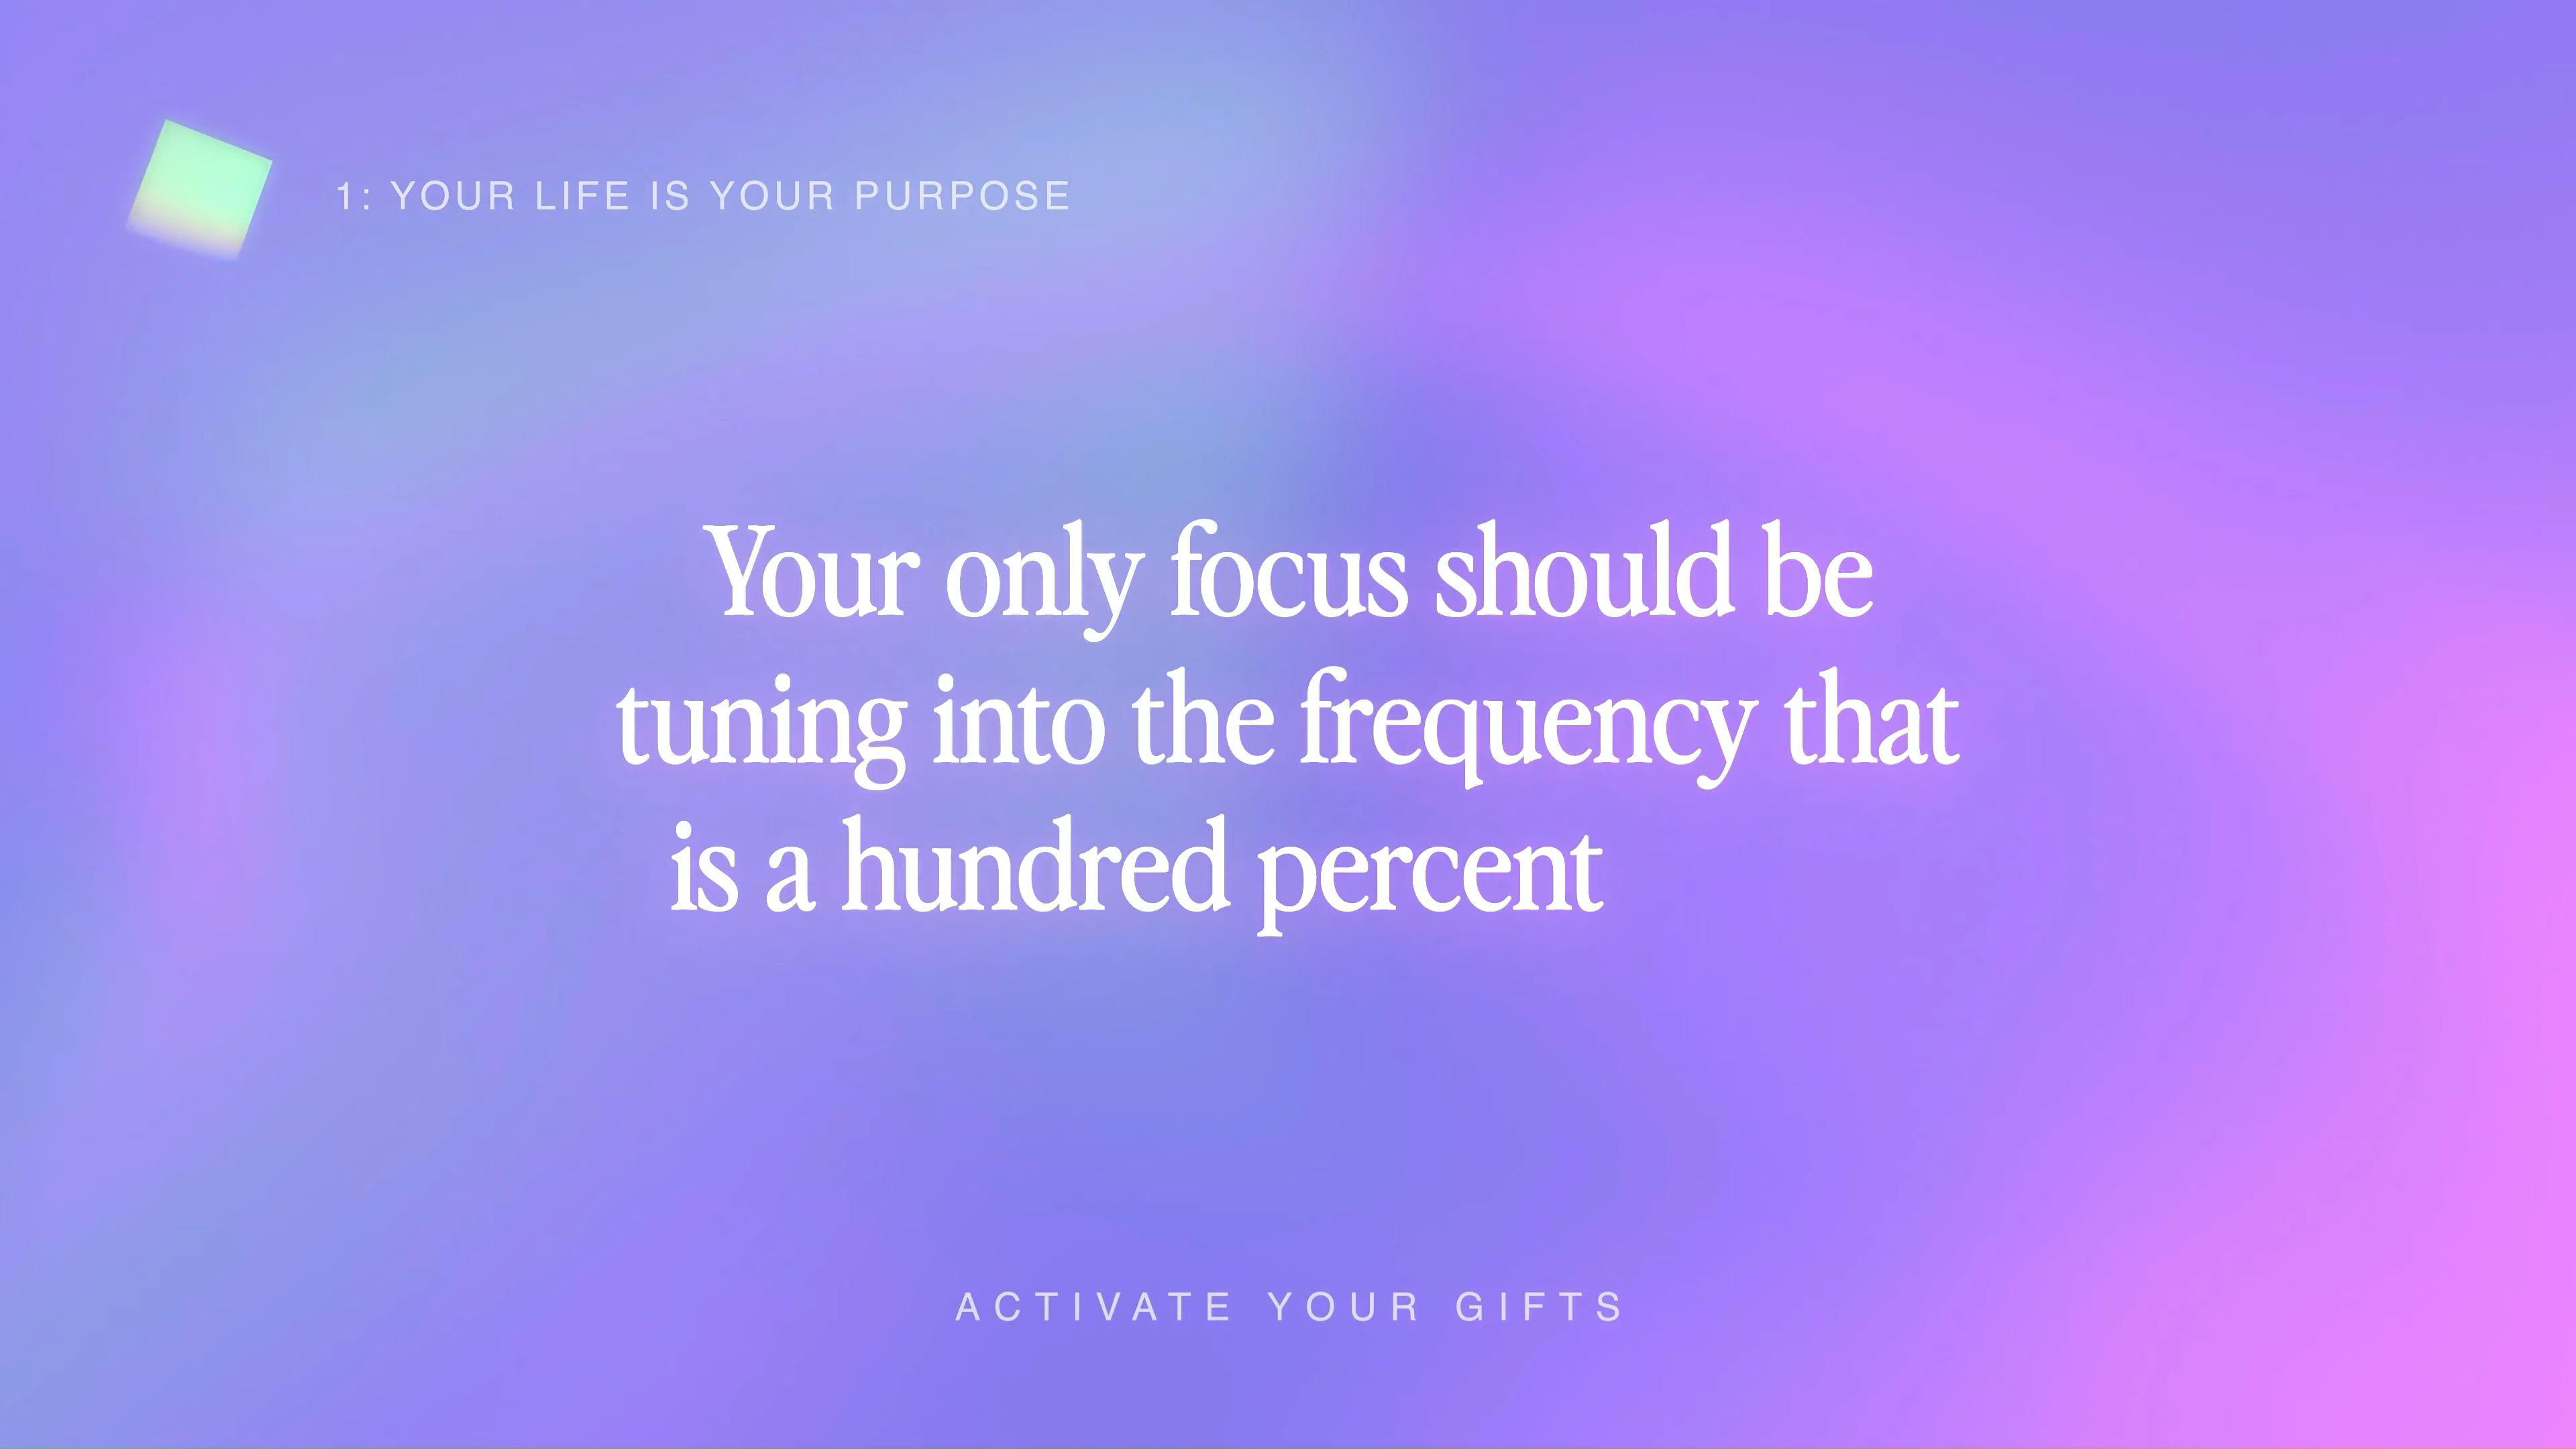 1: YOUR LIFE IS YOUR PURPOSE
Your only focus should be
tuning into the frequency that
is a hundred percent
ACTIVATE YOUR GIFTS